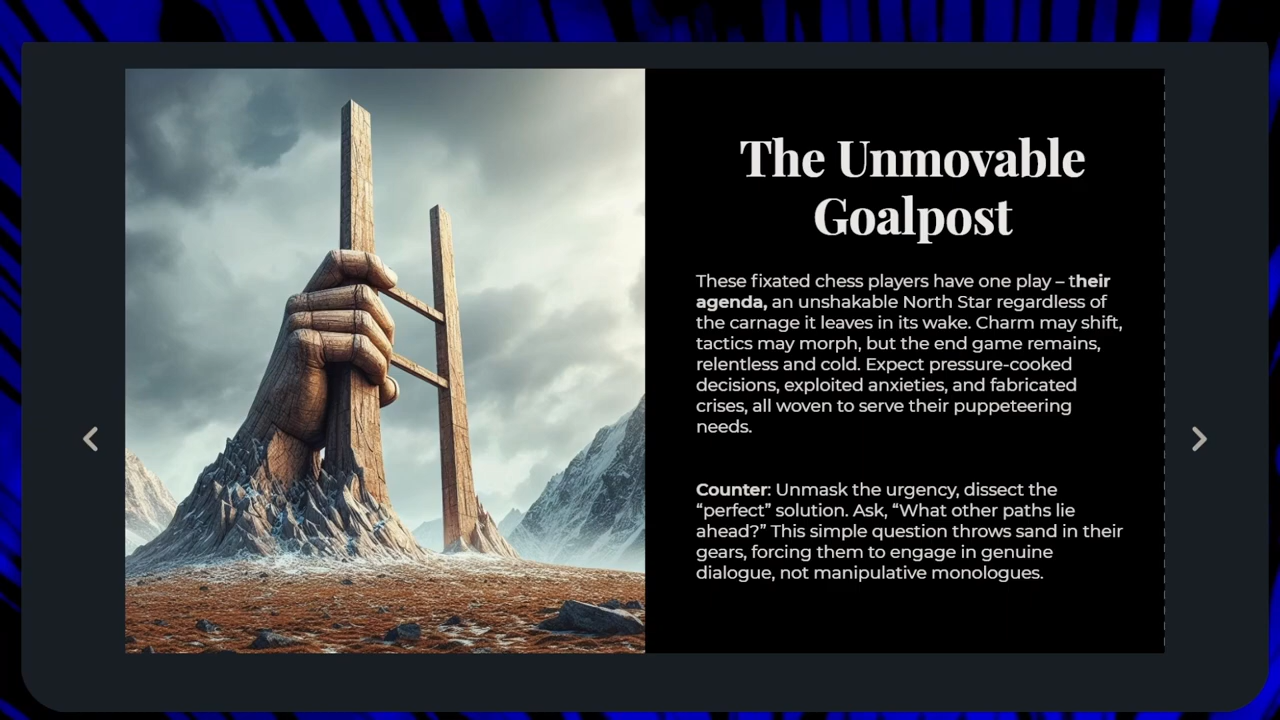 The Unmovable
Goalpost
These fixated chess players have one play – their
agenda, an unshakable North Star regardless of
the carnage it leaves in its wake. Charm may shift,
tactics may morph, but the end game remains,
relentless and cold. Expect pressure-cooked
decisions, exploited anxieties, and fabricated
crises, all woven to serve their puppeteering
needs.
Counter: Unmask the urgency, dissect the
“perfect” solution. Ask, “What other paths lie
ahead?” This simple question throws sand in their
gears, forcing them to engage in genuine
dialogue, not manipulative monologues.